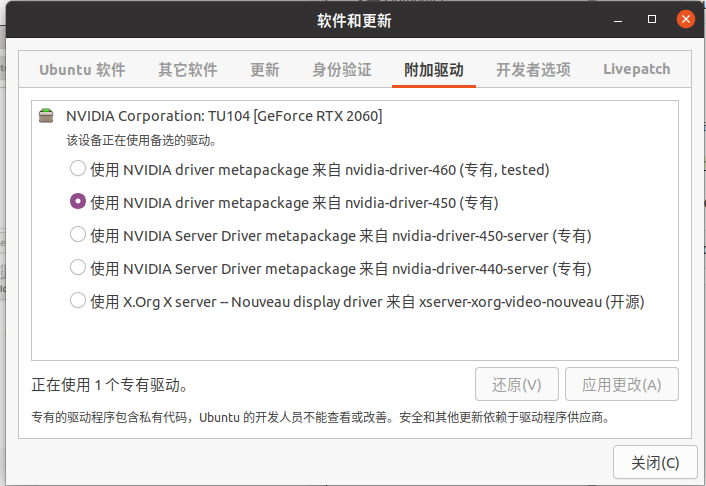 软件和更新
Ubuntu 软件 其它软件 更新 身份验证 附加驱动 开发者选项 Livepatch
NVIDIA Corporation: TU104 [GeForce RTX 2060]
该设备正在使用备选的驱动。
使用 NVIDIA driver metapackage 来自 nvidia-driver-460 (专有, tested)
使用 NVIDIA driver metapackage 来自 nvidia-driver-450 (专有)
使用 NVIDIA Server Driver metapackage 来自 nvidia-driver-450-server (专有)
使用 NVIDIA Server Driver metapackage 来自 nvidia-driver-440-server (专有)
使用 X.Org X server -- Nouveau display driver 来自 xserver-xorg-video-nouveau (开源)
正在使用 1 个专有驱动。 还原(V) 应用更改(A)
专有的驱动程序包含私有代码，Ubuntu 的开发人员不能查看或改善。安全和其他更新依赖于驱动程序供应商。
关闭(C)